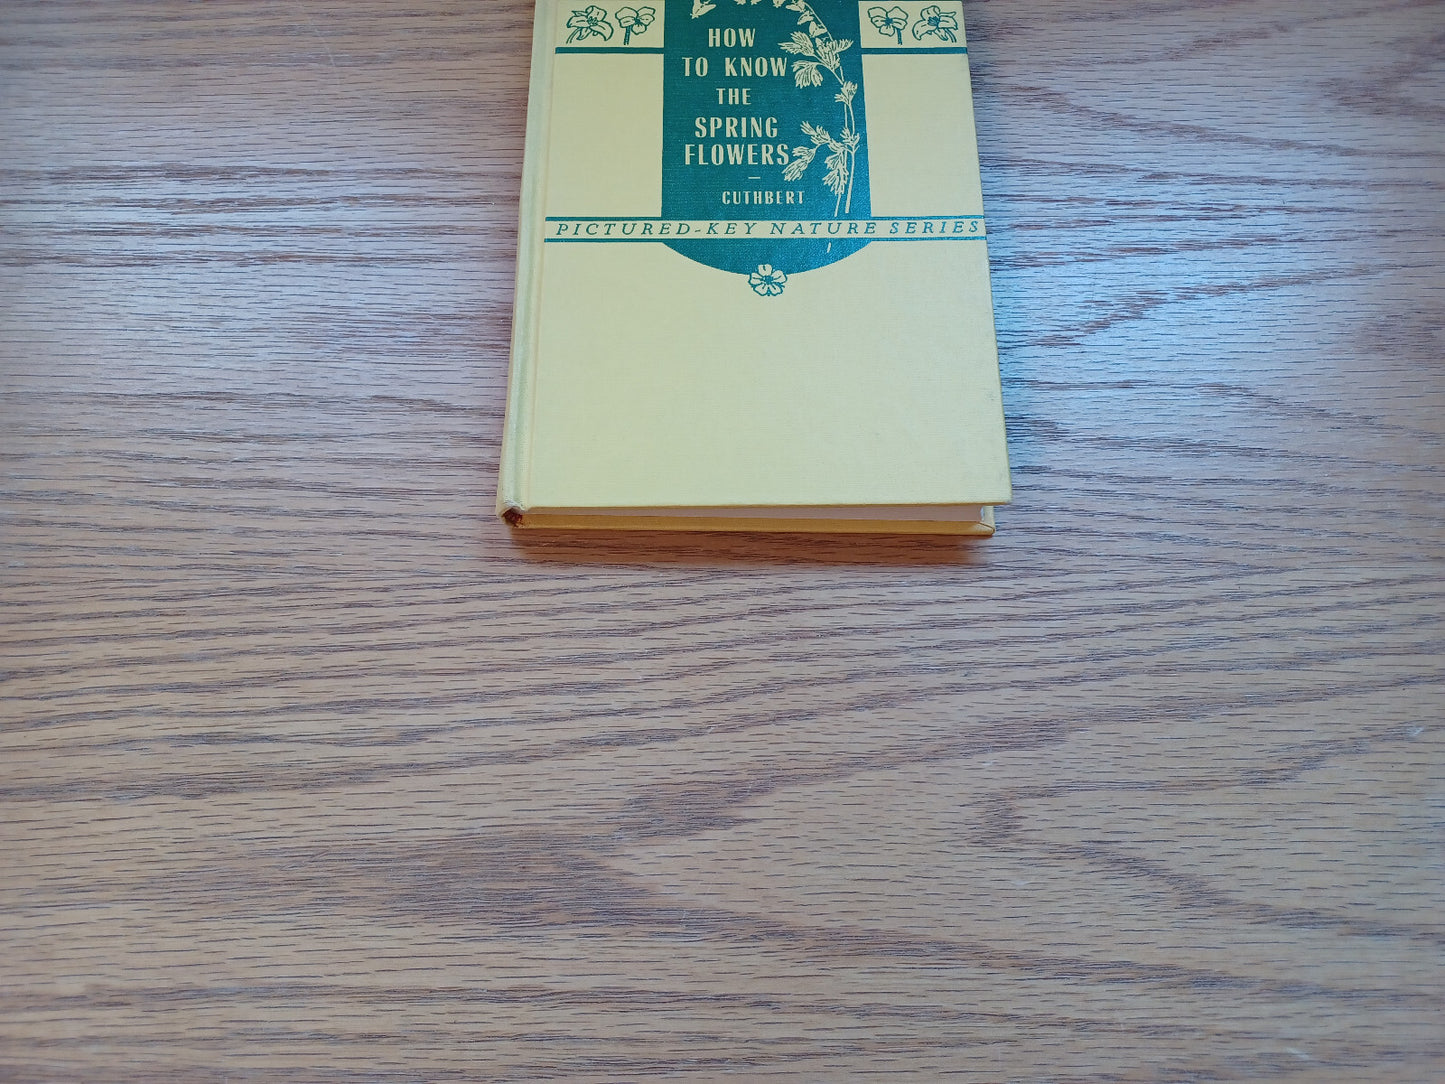 HOW
TO KNOW
THE
SPRING
FLOWERS
—
CUTHBERT
PICTURED-KEY NATURE SERIES